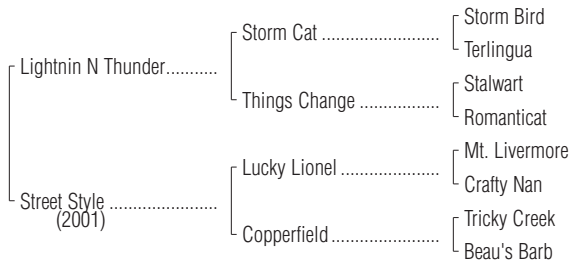 Storm Bird
Storm Cat ..............................
Terlingua
Lightnin N Thunder...........
Stalwart
Things Change ....................
Romanticat
Mt. Livermore
Lucky Lionel .........................
Crafty Nan
Street Style ........................
(2001)
Tricky Creek
Copperfield...........................
Beau's Barb